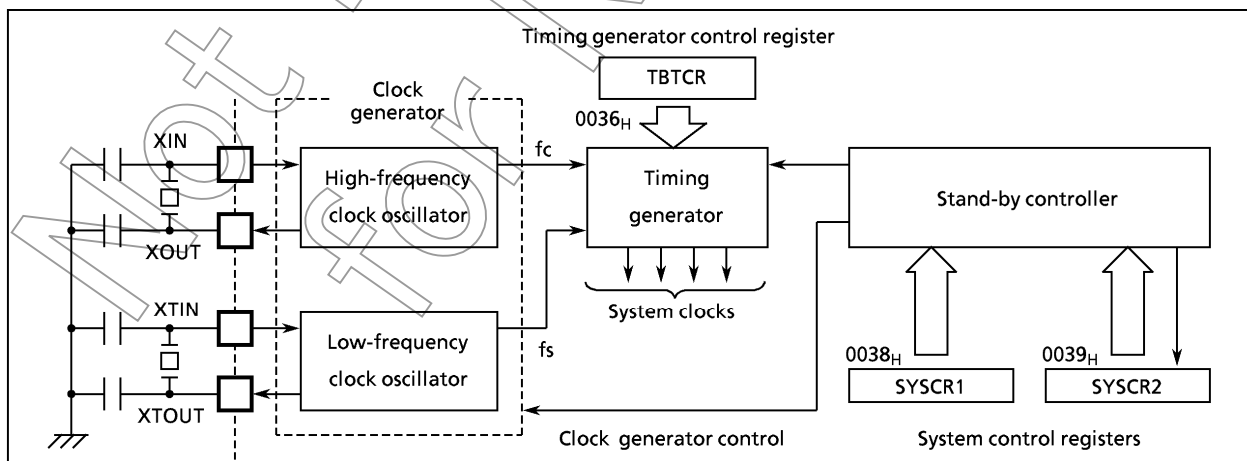 Not
for
Timing generator control register
TBTCR
0036H
Clock
generator
XIN
XOUT
High-frequency
clock oscillator
fc
Timing
generator
Stand-by controller
System clocks
XTIN
XTOUT
Low-frequency
clock oscillator
fs
0038H
SYSCR1
0039H
SYSCR2
Clock generator control
System control registers